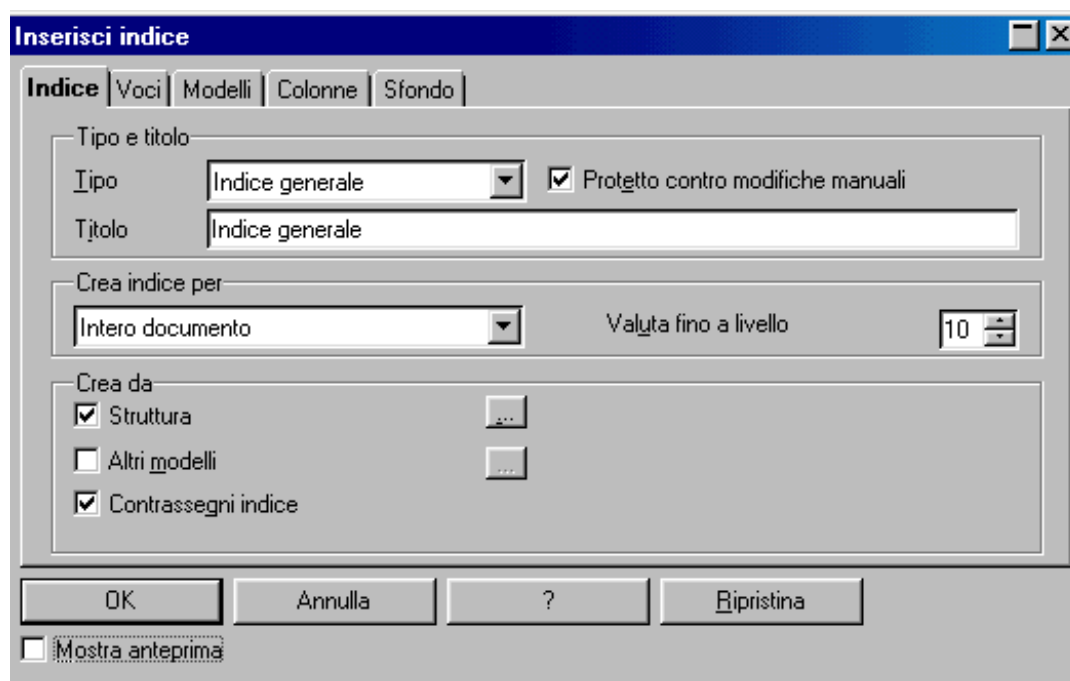 Inserisci indice
Indice Voci Modelli Colonne Sfondo
Tipo e titolo
Tipo Indice generale Protetto contro modifiche manuali
Titolo Indice generale
Crea indice per
Intero documento Valuta fino a livello 10
Crea da
Struttura ...
Altri modelli ...
Contrassegni indice
OK Annulla ? Ripristina
Mostra anteprima